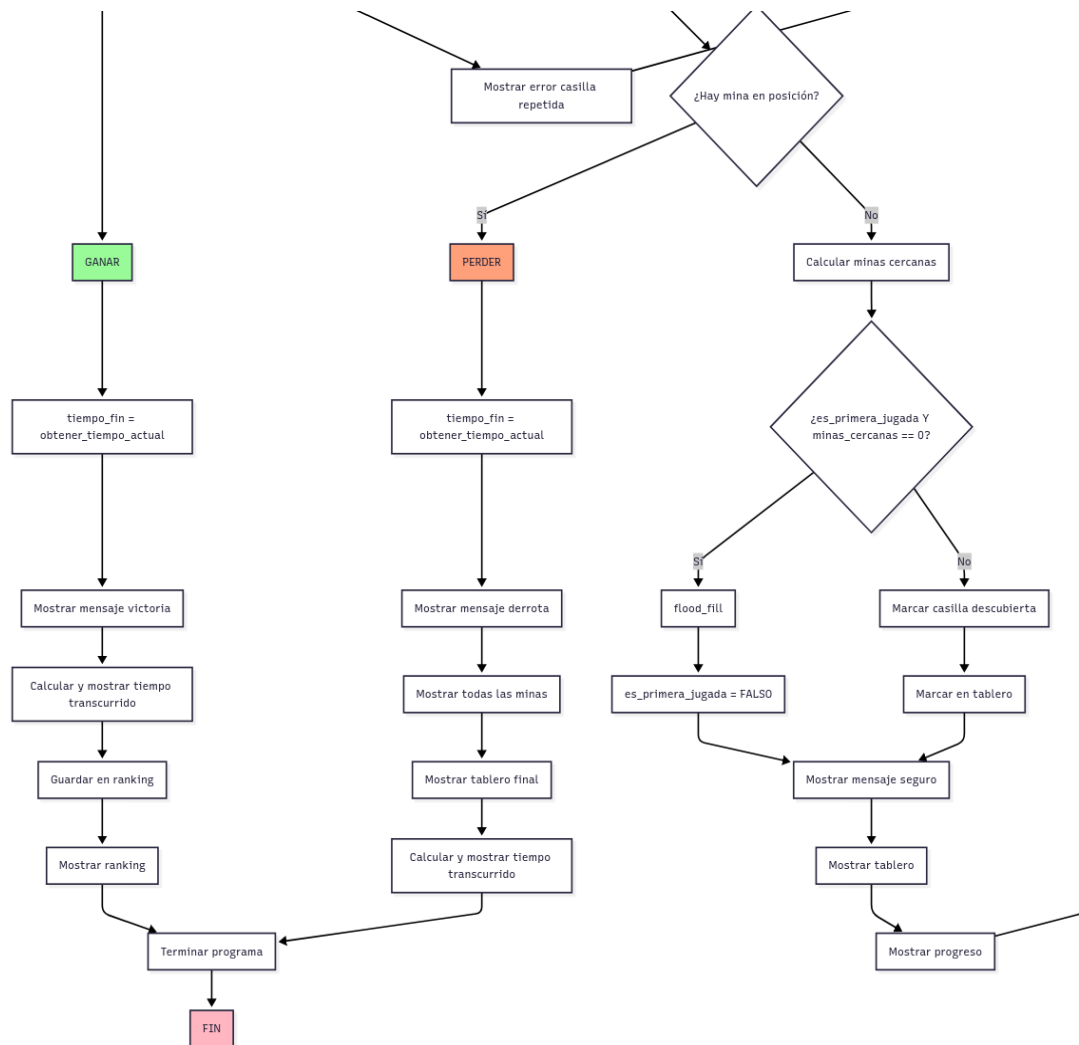 Mostrar error casilla
repetida
¿Hay mina en posición?
Sí
No
GANAR
PERDER
Calcular minas cercanas
tiempo_fin =
obtener_tiempo_actual
tiempo_fin =
obtener_tiempo_actual
¿es_primera_jugada Y
minas_cercanas == 0?
Sí
No
Mostrar mensaje victoria
Mostrar mensaje derrota
flood_fill
Marcar casilla descubierta
Calcular y mostrar tiempo
transcurrido
Mostrar todas las minas
es_primera_jugada = FALSO
Marcar en tablero
Guardar en ranking
Mostrar tablero final
Mostrar mensaje seguro
Mostrar ranking
Calcular y mostrar tiempo
transcurrido
Mostrar tablero
Terminar programa
Mostrar progreso
FIN